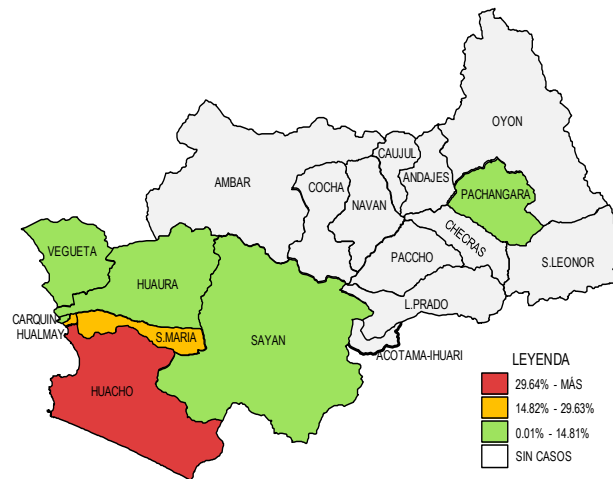 OYON
CAUJUL
ANDAJES
AMBAR
COCHA
NAVAN
PACHANGARA
CHECRAS
VEGUETA
PACCHO
S.LEONOR
HUAURA
L.PRADO
CARQUIN
HUALMAY
S.MARIA
SAYAN
ACOTAMA-IHUARI
HUACHO
LEYENDA
29.64% - MÁS
14.82% - 29.63%
0.01% - 14.81%
SIN CASOS